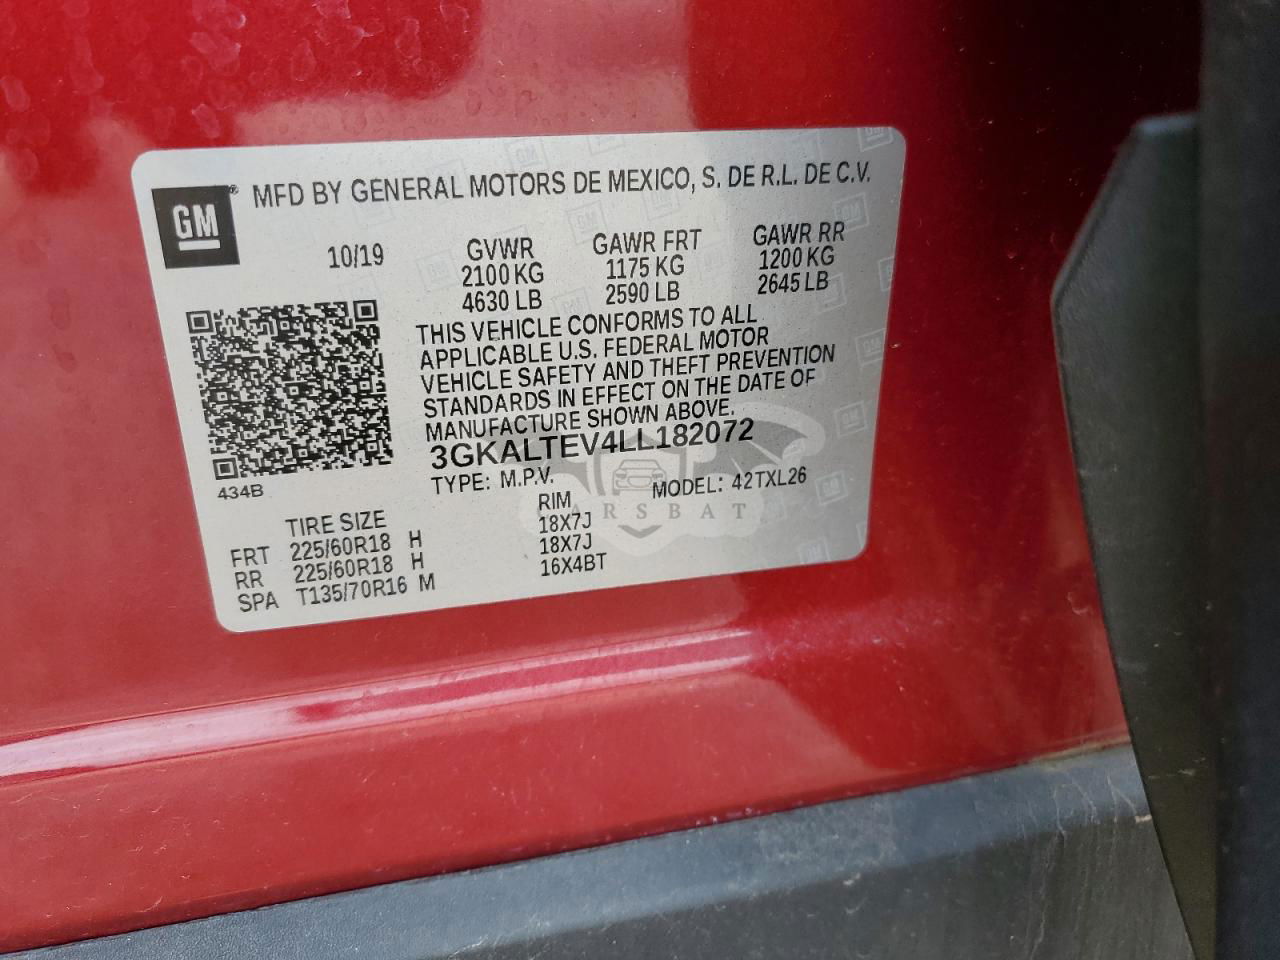 GM® MFD BY GENERAL MOTORS DE MEXICO, S. DE R.L. DE C.V.
10/19 GVWR GAWR FRT GAWR RR
2100 KG 1175 KG 1200 KG
4630 LB 2590 LB 2645 LB
THIS VEHICLE CONFORMS TO ALL
APPLICABLE U.S. FEDERAL MOTOR
VEHICLE SAFETY AND THEFT PREVENTION
STANDARDS IN EFFECT ON THE DATE OF
MANUFACTURE SHOWN ABOVE.
3GKALTEV4LL182072
434B TYPE: M.P.V. MODEL: 42TXL26
CARSBAT
TIRE SIZE RIM
FRT 225/60R18 H 18X7J
RR 225/60R18 H 18X7J
SPA T135/70R16 M 16X4BT